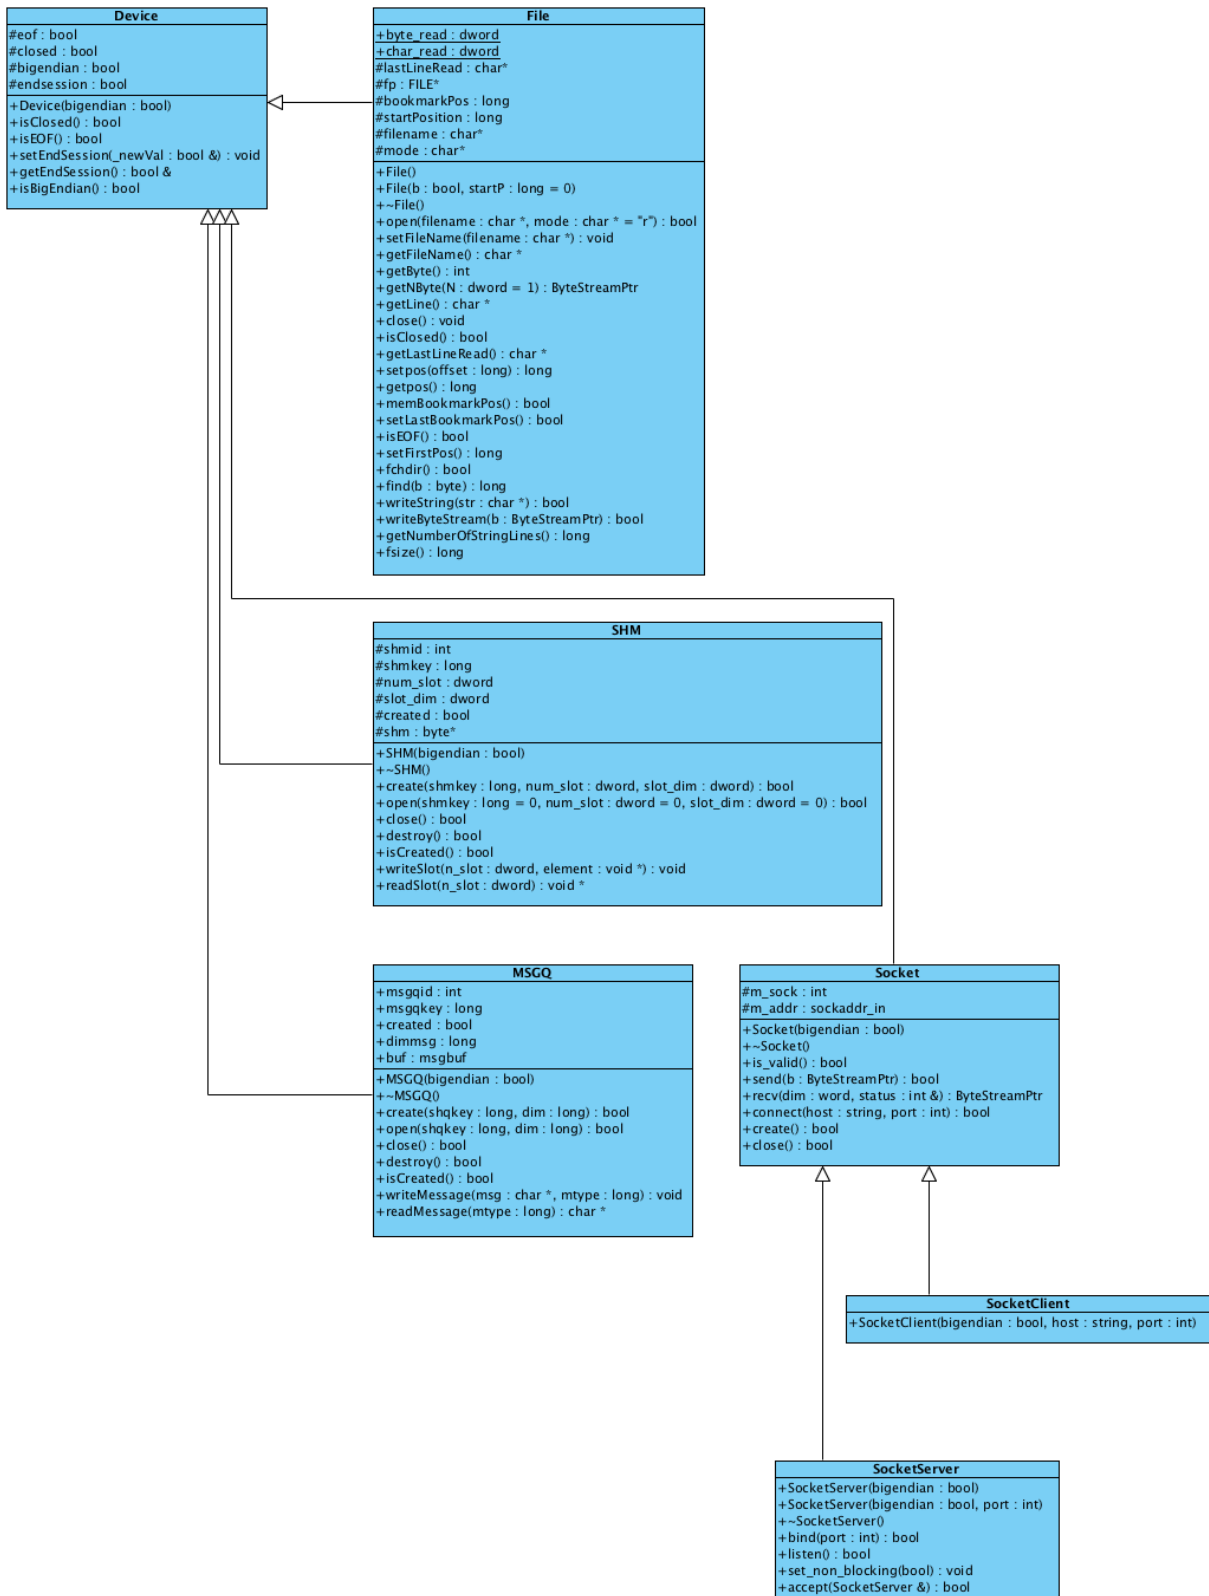 Device
#eof : bool
#closed : bool
#bigendian : bool
#endsession : bool
+Device(bigendian : bool)
+isClosed() : bool
+isEOF() : bool
+setEndSession(_newVal : bool &) : void
+getEndSession() : bool &
+isBigEndian() : bool
File
+byte_read : dword
+char_read : dword
#lastLineRead : char*
#fp : FILE*
#bookmarkPos : long
#startPosition : long
#filename : char*
#mode : char*
+File()
+File(b : bool, startP : long = 0)
+~File()
+open(filename : char *, mode : char * = "r") : bool
+setFileName(filename : char *) : void
+getFileName() : char *
+getByte() : int
+getNByte(N : dword = 1) : ByteStreamPtr
+getLine() : char *
+close() : void
+isClosed() : bool
+getLastLineRead() : char *
+setpos(offset : long) : long
+getpos() : long
+memBookmarkPos() : bool
+setLastBookmarkPos() : bool
+isEOF() : bool
+setFirstPos() : long
+fchdir() : bool
+find(b : byte) : long
+writeString(str : char *) : bool
+writeByteStream(b : ByteStreamPtr) : bool
+getNumberOfStringLines() : long
+fsize() : long
SHM
#shmid : int
#shmkey : long
#num_slot : dword
#slot_dim : dword
#created : bool
#shm : byte*
+SHM(bigendian : bool)
+~SHM()
+create(shmkey : long, num_slot : dword, slot_dim : dword) : bool
+open(shmkey : long = 0, num_slot : dword = 0, slot_dim : dword = 0) : bool
+close() : bool
+destroy() : bool
+isCreated() : bool
+writeSlot(n_slot : dword, element : void *) : void
+readSlot(n_slot : dword) : void *
MSGQ
+msgqid : int
+msgqkey : long
+created : bool
+dimmsg : long
+buf : msgbuf
+MSGQ(bigendian : bool)
+~MSGQ()
+create(shqkey : long, dim : long) : bool
+open(shqkey : long, dim : long) : bool
+close() : bool
+destroy() : bool
+isCreated() : bool
+writeMessage(msg : char *, mtype : long) : void
+readMessage(mtype : long) : char *
Socket
#m_sock : int
#m_addr : sockaddr_in
+Socket(bigendian : bool)
+~Socket()
+is_valid() : bool
+send(b : ByteStreamPtr) : bool
+recv(dim : word, status : int &) : ByteStreamPtr
+connect(host : string, port : int) : bool
+create() : bool
+close() : bool
SocketClient
+SocketClient(bigendian : bool, host : string, port : int)
SocketServer
+SocketServer(bigendian : bool)
+SocketServer(bigendian : bool, port : int)
+~SocketServer()
+bind(port : int) : bool
+listen() : bool
+set_non_blocking(bool) : void
+accept(SocketServer &) : bool